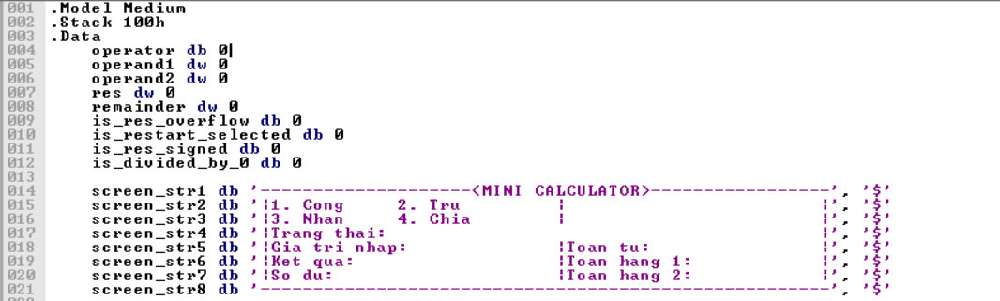 001 .Model Medium
002 .Stack 100h
003 .Data
004     operator db 0
005     operand1 dw 0
006     operand2 dw 0
007     res dw 0
008     remainder dw 0
009     is_res_overflow db 0
010     is_restart_selected db 0
011     is_res_signed db 0
012     is_divided_by_0 db 0
013
014     screen_str1 db '--------------------<MINI CALCULATOR>-----------------', '$'
015     screen_str2 db '|1. Cong     2. Tru          |                         |', '$'
016     screen_str3 db '|3. Nhan     4. Chia         |                         |', '$'
017     screen_str4 db '|Trang thai:                                           |', '$'
018     screen_str5 db '|Gia tri nhap:               |Toan tu:                 |', '$'
019     screen_str6 db '|Ket qua:                    |Toan hang 1:             |', '$'
020     screen_str7 db '|So du:                      |Toan hang 2:             |', '$'
021     screen_str8 db '------------------------------------------------------', '$'